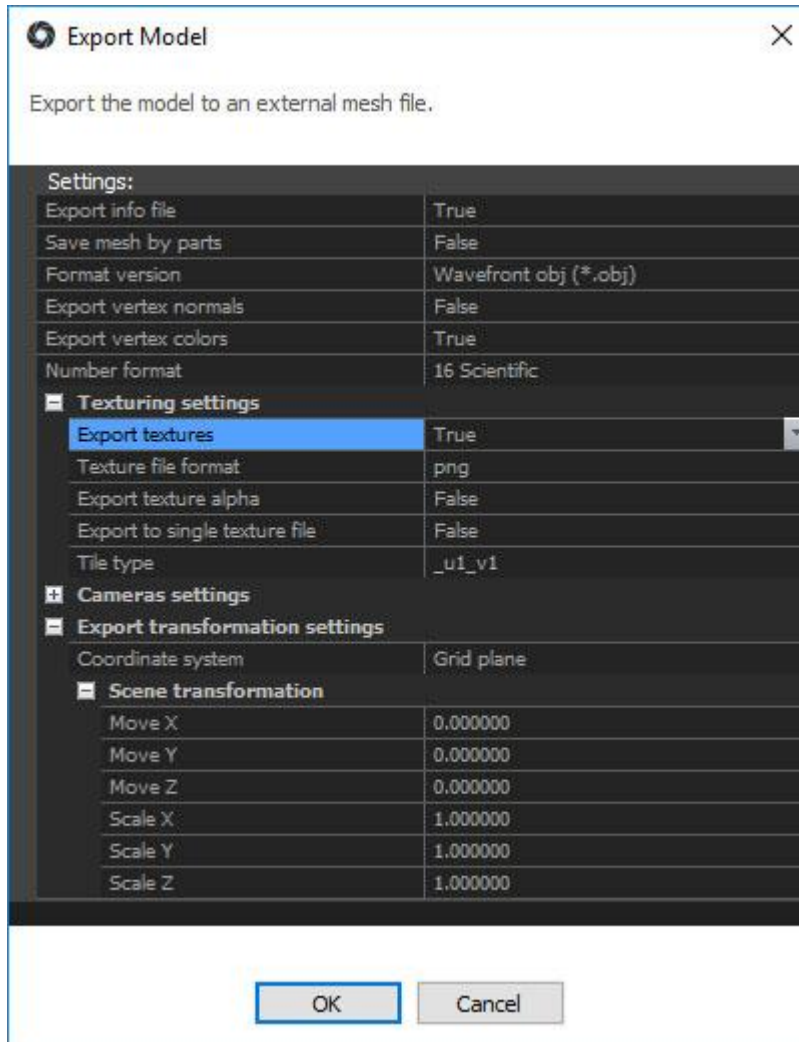 Export Model
Export the model to an external mesh file.
Settings:
Export info file True
Save mesh by parts False
Format version Wavefront obj (*.obj)
Export vertex normals False
Export vertex colors True
Number format 16 Scientific
Texturing settings
Export textures True
Texture file format png
Export texture alpha False
Export to single texture file False
Tile type _u1_v1
Cameras settings
Export transformation settings
Coordinate system Grid plane
Scene transformation
Move X 0.000000
Move Y 0.000000
Move Z 0.000000
Scale X 1.000000
Scale Y 1.000000
Scale Z 1.000000
OK Cancel